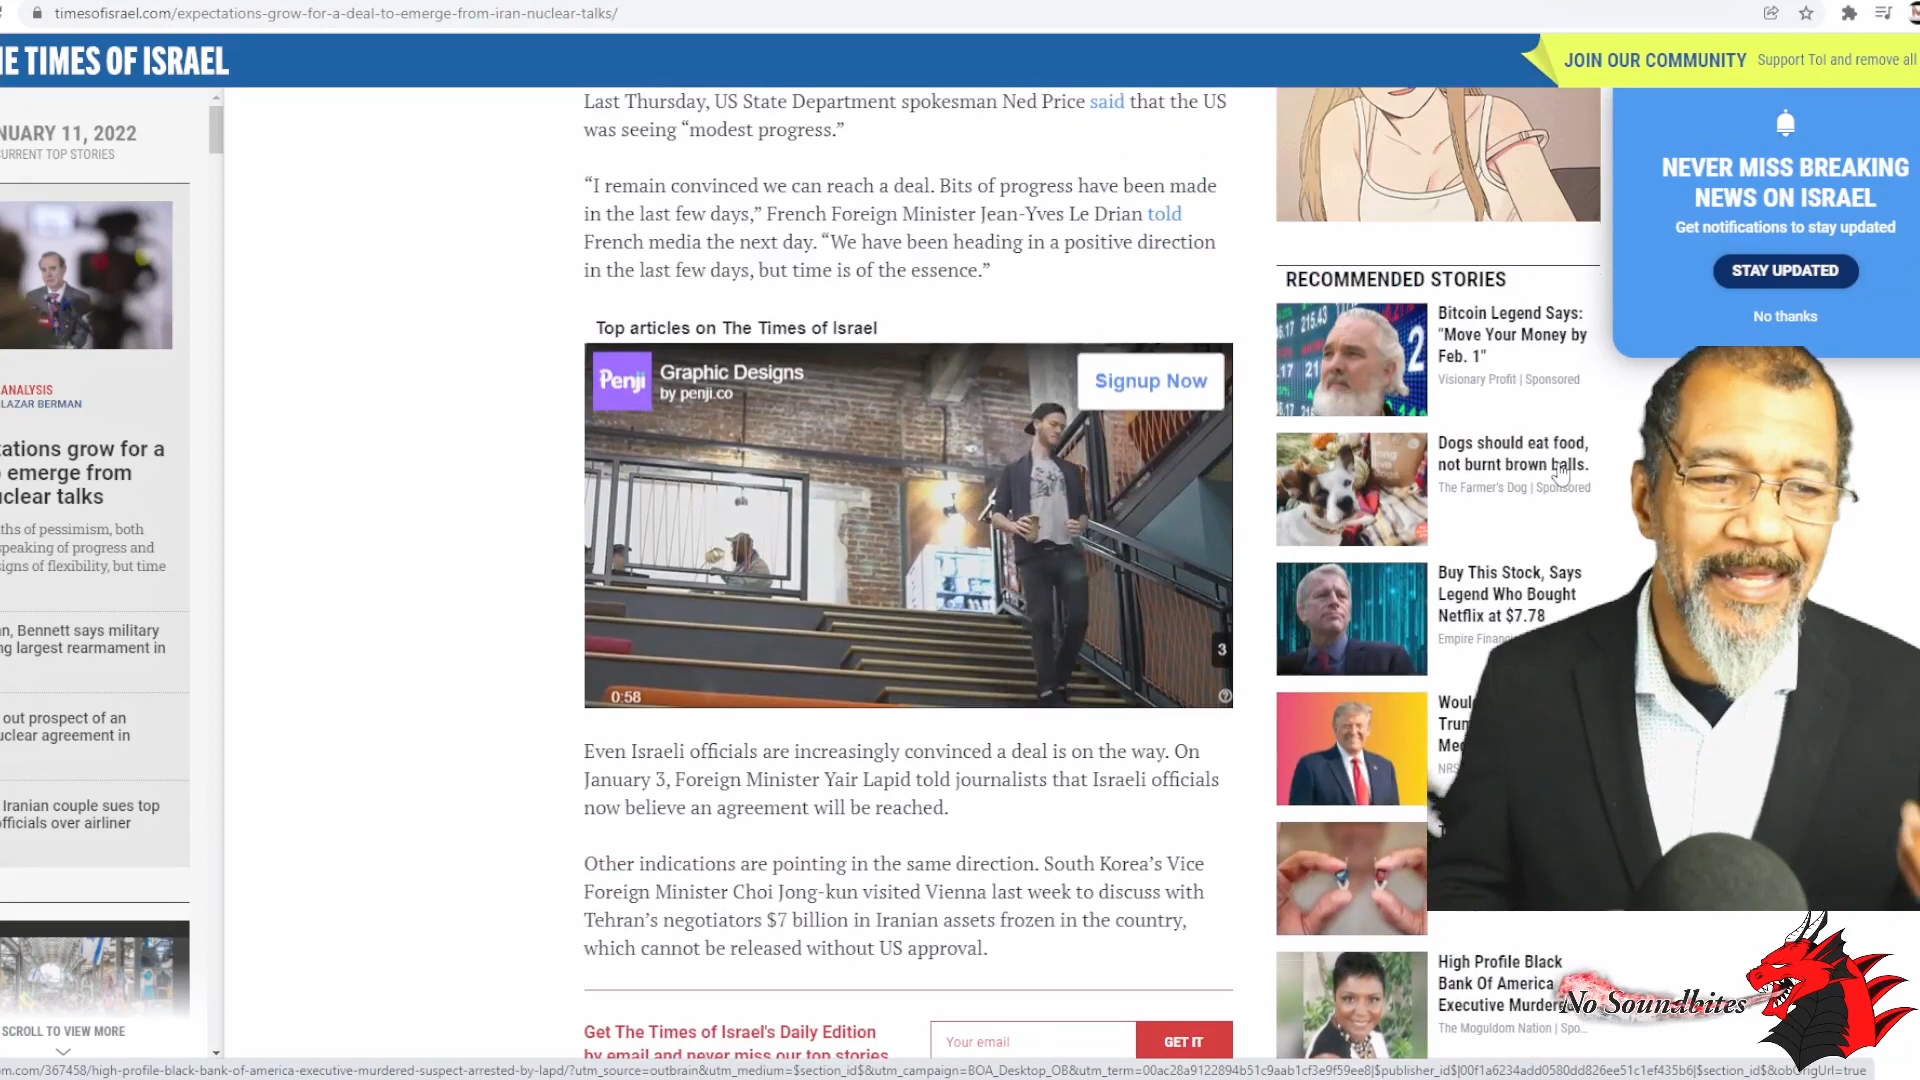 timesofisrael.com/expectations-grow-for-a-deal-to-emerge-from-iran-nuclear-talks/
E TIMES OF ISRAEL
JOIN OUR COMMUNITY Support ToI and remove all
NUARY 11, 2022
CURRENT TOP STORIES
ANALYSIS
LAZAR BERMAN
tations grow for a
emerge from
uclear talks
ths of pessimism, both
speaking of progress and
igns of flexibility, but time
n, Bennett says military
ng largest rearmament in
out prospect of an
uclear agreement in
Iranian couple sues top
officials over airliner
SCROLL TO VIEW MORE
Last Thursday, US State Department spokesman Ned Price said that the US
was seeing “modest progress.”
“I remain convinced we can reach a deal. Bits of progress have been made
in the last few days,” French Foreign Minister Jean-Yves Le Drian told
French media the next day. “We have been heading in a positive direction
in the last few days, but time is of the essence.”
Top articles on The Times of Israel
Penji
Graphic Designs
by penji.co
Signup Now
3
0:58
Even Israeli officials are increasingly convinced a deal is on the way. On
January 3, Foreign Minister Yair Lapid told journalists that Israeli officials
now believe an agreement will be reached.
Other indications are pointing in the same direction. South Korea’s Vice
Foreign Minister Choi Jong-kun visited Vienna last week to discuss with
Tehran’s negotiators $7 billion in Iranian assets frozen in the country,
which cannot be released without US approval.
Get The Times of Israel's Daily Edition
by email and never miss our top stories
Your email
GET IT
RECOMMENDED STORIES
Bitcoin Legend Says:
"Move Your Money by
Feb. 1"
Visionary Profit | Sponsored
Dogs should eat food,
not burnt brown balls.
The Farmer's Dog | Sponsored
Buy This Stock, Says
Legend Who Bought
Netflix at $7.78
Empire Financ
Woul
Trum
Med
NRS
High Profile Black
Bank Of America
Executive Murdere
The Moguldom Nation | Spo...
NEVER MISS BREAKING
NEWS ON ISRAEL
Get notifications to stay updated
STAY UPDATED
No thanks
No Soundbites
om.com/367458/high-profile-black-bank-of-america-executive-murdered-suspect-arrested-by-lapd/?utm_source=outbrain&utm_medium=$section_id$&utm_campaign=BOA_Desktop_OB&utm_term=00ac28a9122894b51c9aab1cf3e9f59ee8|$publisher_id$|00f1a6234add0580dd826ee51c1ef435b6|$section_id$&obOrigUrl=true